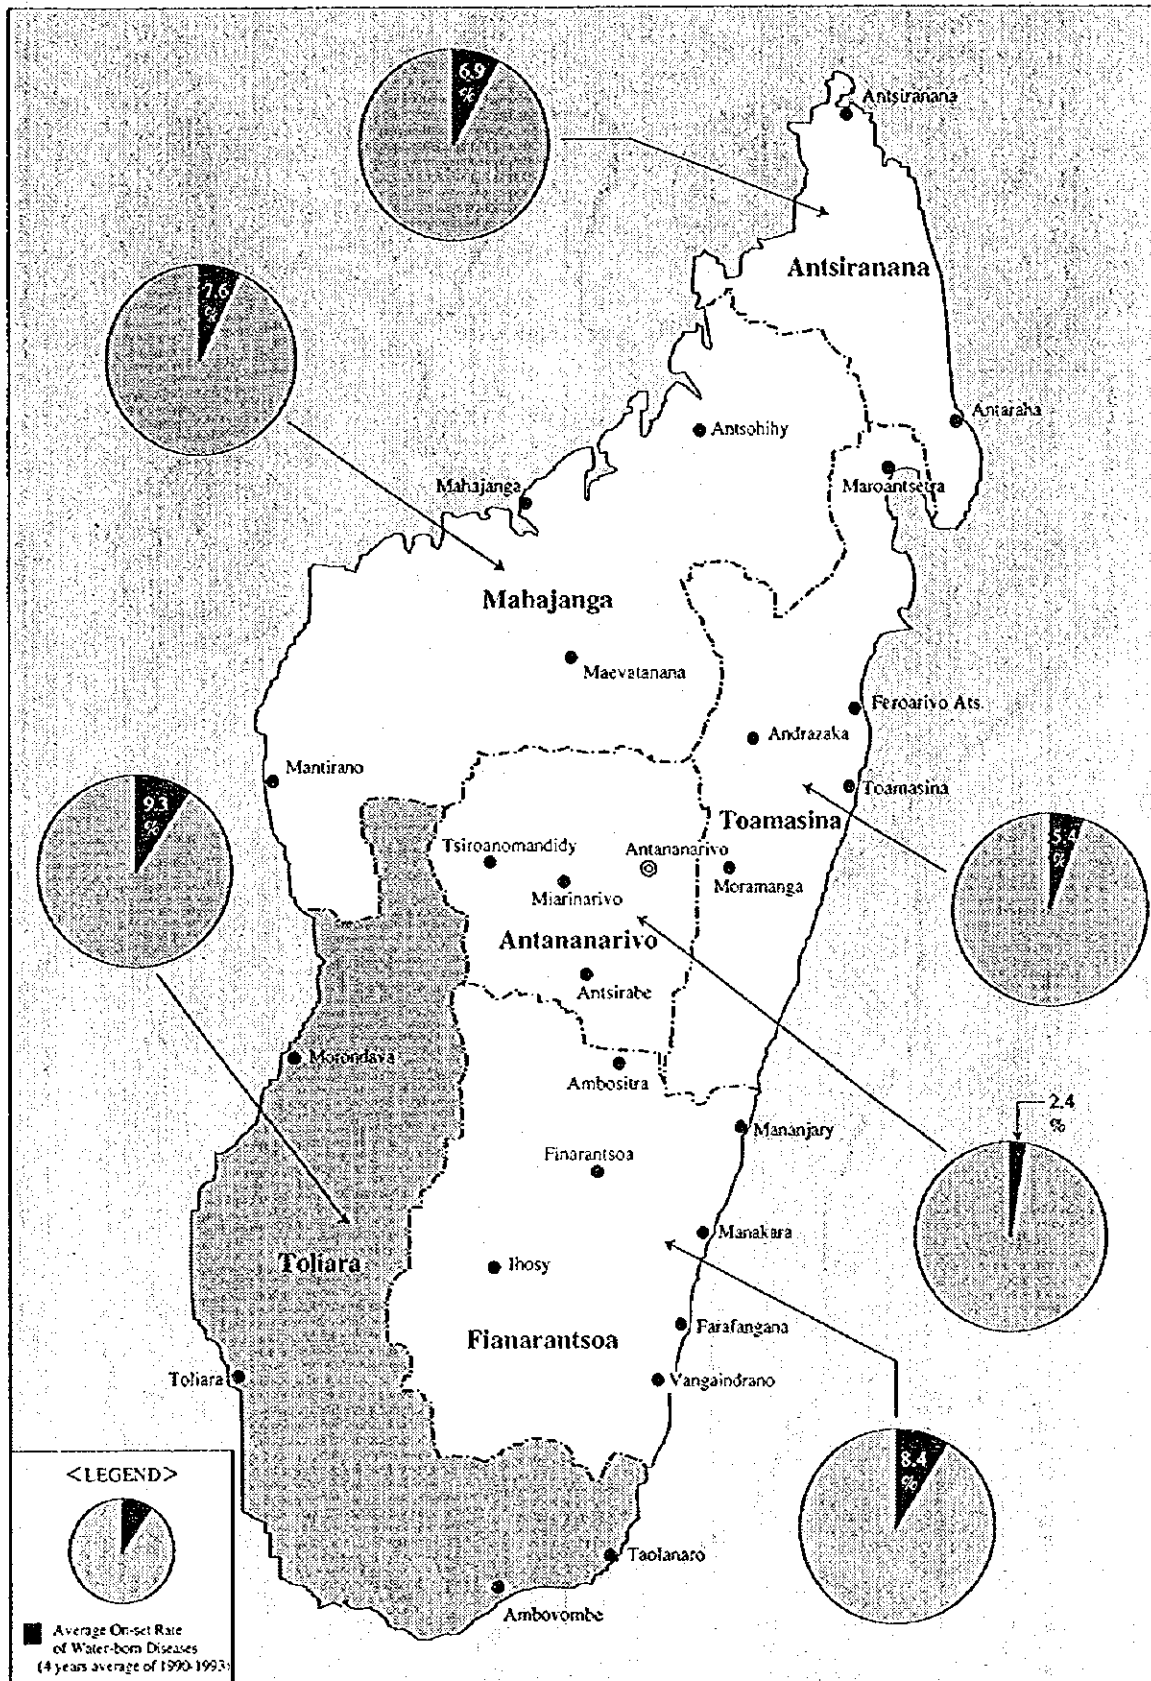 6.9
%
Antsiranana
Antsiranana
7.6
%
Antaraha
Antsohihy
Maroantsetra
Mahajanga
Mahajanga
Maevatanana
Feroarivo Ats.
Andrazaka
Mantirano
Toamasina
9.3
%
Toamasina
5.4
%
Tsiroanomandidy
Antananarivo
Miarinarivo
Moramanga
Antananarivo
Antsirabe
Morondava
Ambositra
2.4
%
Mananjary
Finarantsoa
Manakara
Toliara
Ihosy
Farafangana
Fianarantsoa
Toliara
Vangaindrano
8.4
%
<LEGEND>
Taolanaro
Ambovombe
Average On-set Rate
of Water-born Diseases
(4 years average of 1990-1993)